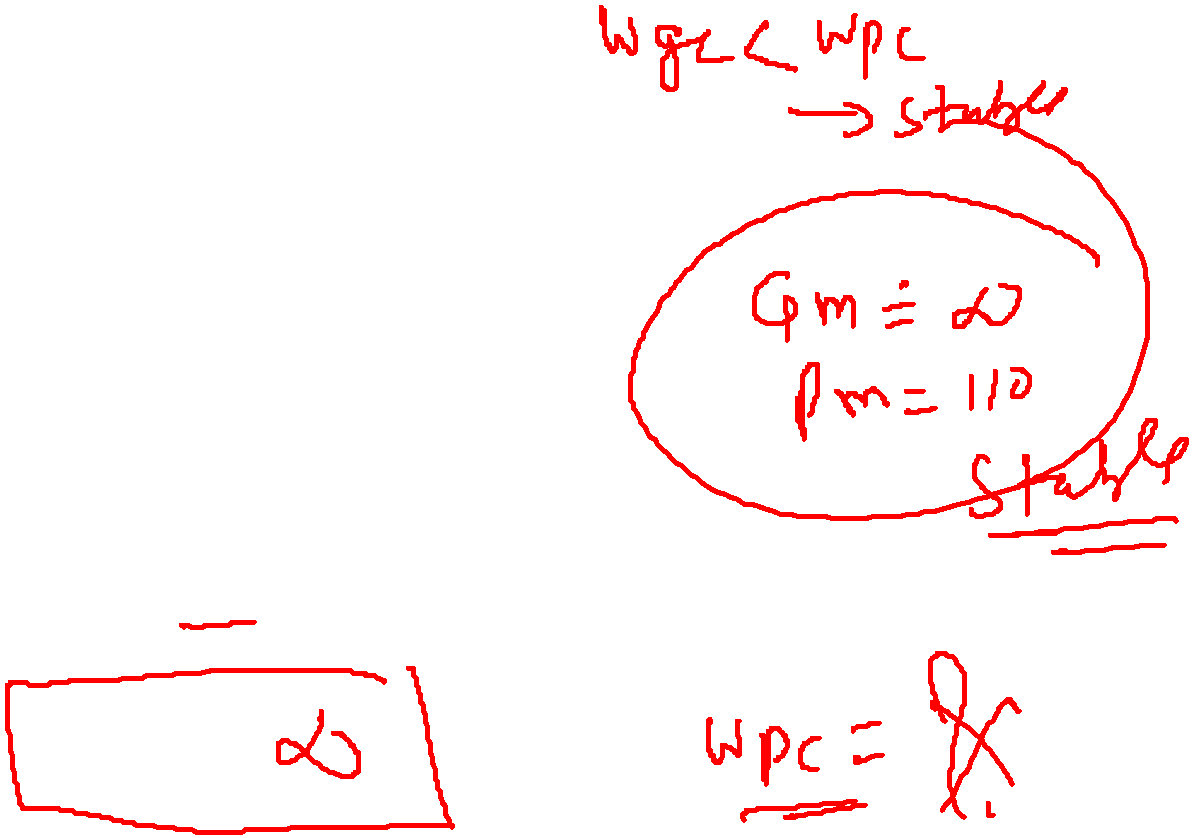 wgc < wpc
→ stable
Gm = ∞
Pm = 110
stable
∞
wpc =